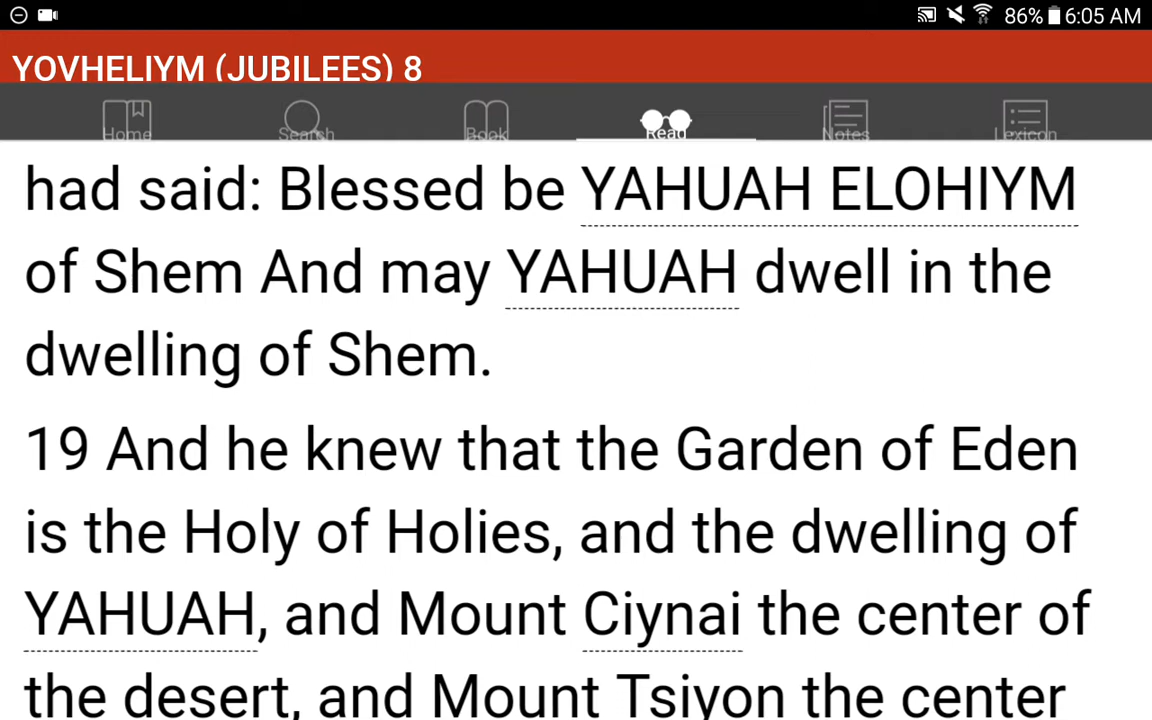 86% 6:05 AM
YOVHELIYM (JUBILEES) 8
Home Search Book Read Notes Lexicon
had said: Blessed be YAHUAH ELOHIYM
of Shem And may YAHUAH dwell in the
dwelling of Shem.
19 And he knew that the Garden of Eden
is the Holy of Holies, and the dwelling of
YAHUAH, and Mount Ciynai the center of
the desert, and Mount Tsiyon the center